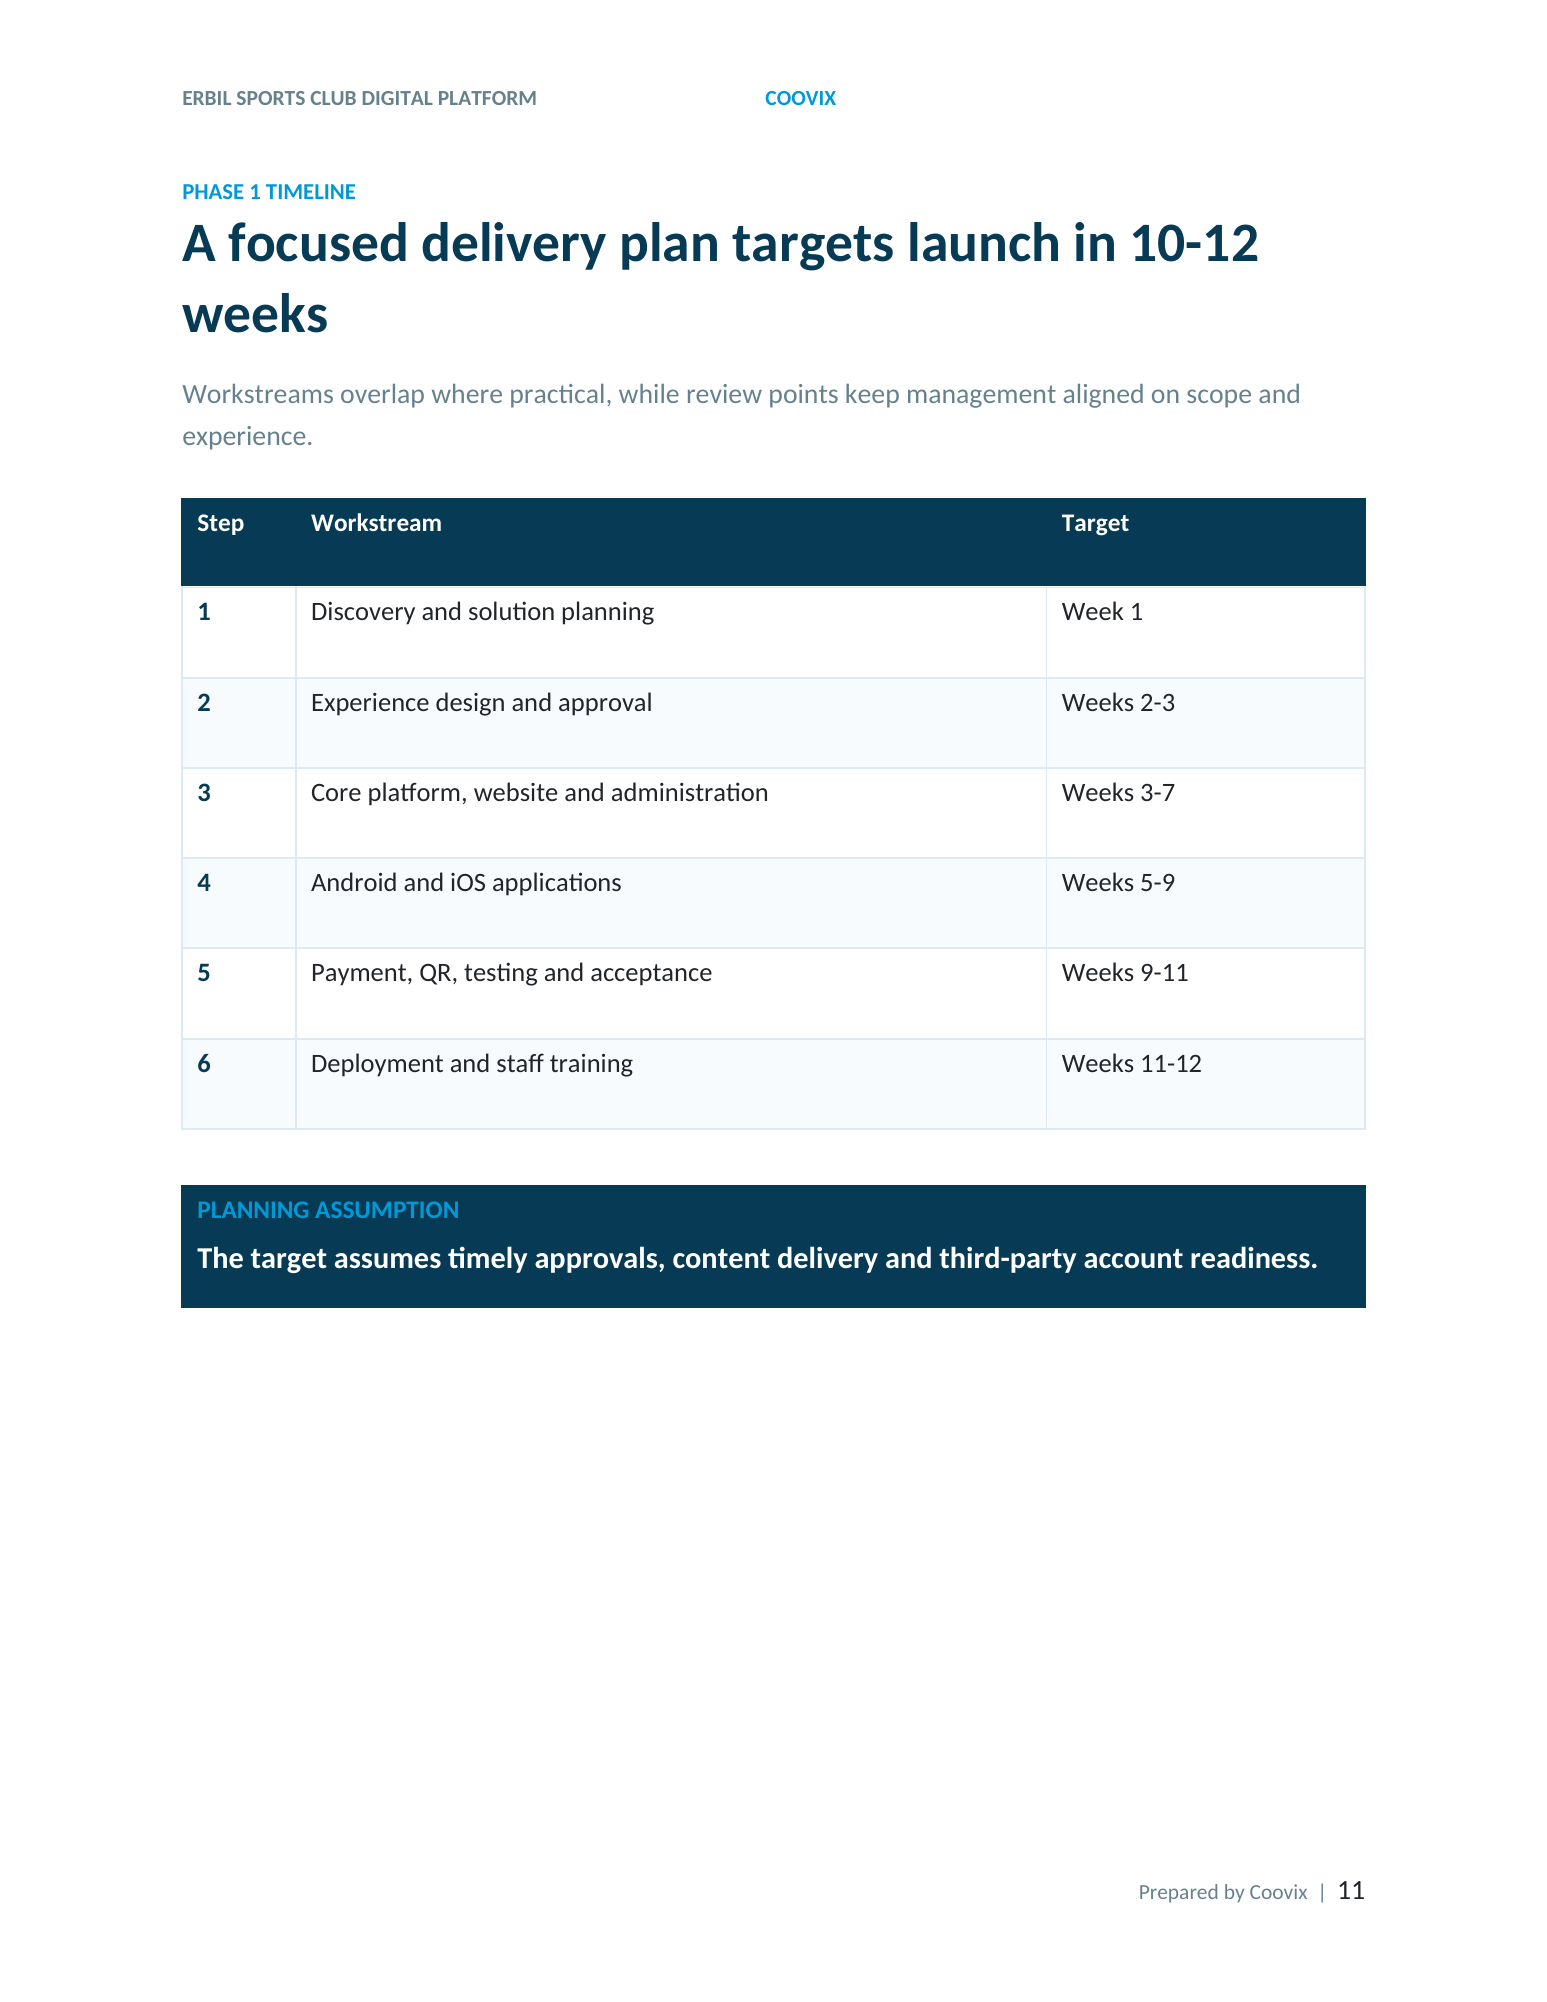 ERBIL SPORTS CLUB DIGITAL PLATFORM COOVIX
PHASE 1 TIMELINE
A focused delivery plan targets launch in 10-12
weeks
Workstreams overlap where practical, while review points keep management aligned on scope and
experience.
Step Workstream Target
1 Discovery and solution planning Week 1
2 Experience design and approval Weeks 2-3
3 Core platform, website and administration Weeks 3-7
4 Android and iOS applications Weeks 5-9
5 Payment, QR, testing and acceptance Weeks 9-11
6 Deployment and staff training Weeks 11-12
PLANNING ASSUMPTION
The target assumes timely approvals, content delivery and third-party account readiness.
Prepared by Coovix | 11